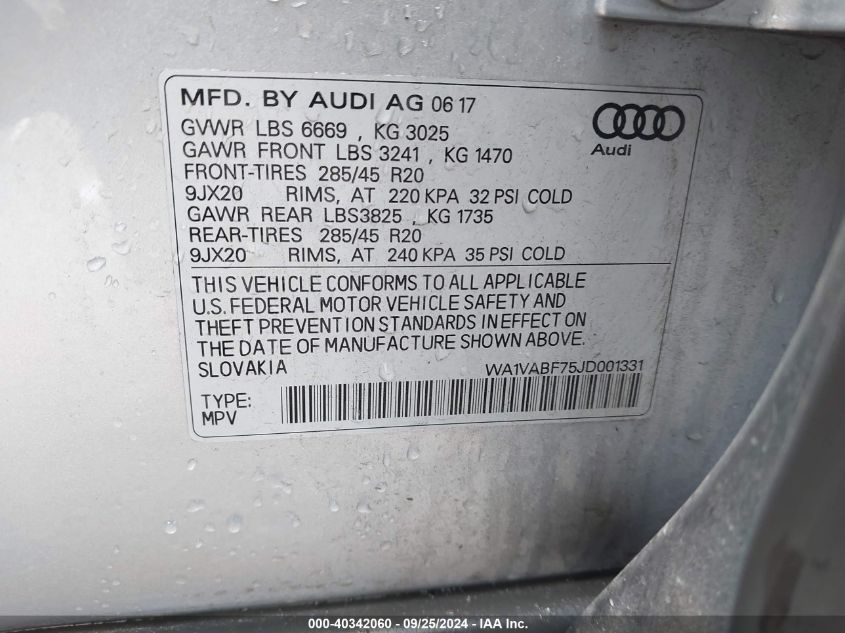 MFD. BY AUDI AG 06 17
GVWR LBS 6669 , KG 3025
GAWR FRONT LBS 3241 , KG 1470
FRONT-TIRES 285/45 R20
9JX20 RIMS, AT 220 KPA 32 PSI COLD
GAWR REAR LBS3825 , KG 1735
REAR-TIRES 285/45 R20
9JX20 RIMS, AT 240 KPA 35 PSI COLD
Audi
THIS VEHICLE CONFORMS TO ALL APPLICABLE
U.S. FEDERAL MOTOR VEHICLE SAFETY AND
THEFT PREVENTION STANDARDS IN EFFECT ON
THE DATE OF MANUFACTURE SHOWN ABOVE.
SLOVAKIA WA1VABF75JD001331
TYPE:
MPV
000-40342060 - 09/25/2024 - IAA Inc.